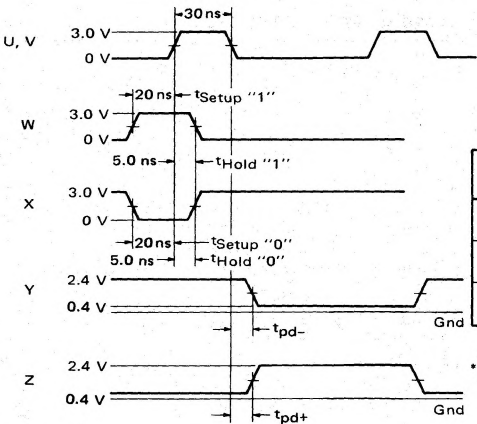 30 ns
U, V
3.0 V
0 V
20 ns
tSetup "1"
W
3.0 V
0 V
5.0 ns
tHold "1"
X
3.0 V
0 V
20 ns
tSetup "0"
5.0 ns
tHold "0"
Y
2.4 V
0.4 V
Gnd
tpd–
Z
2.4 V
0.4 V
Gnd
tpd+
*